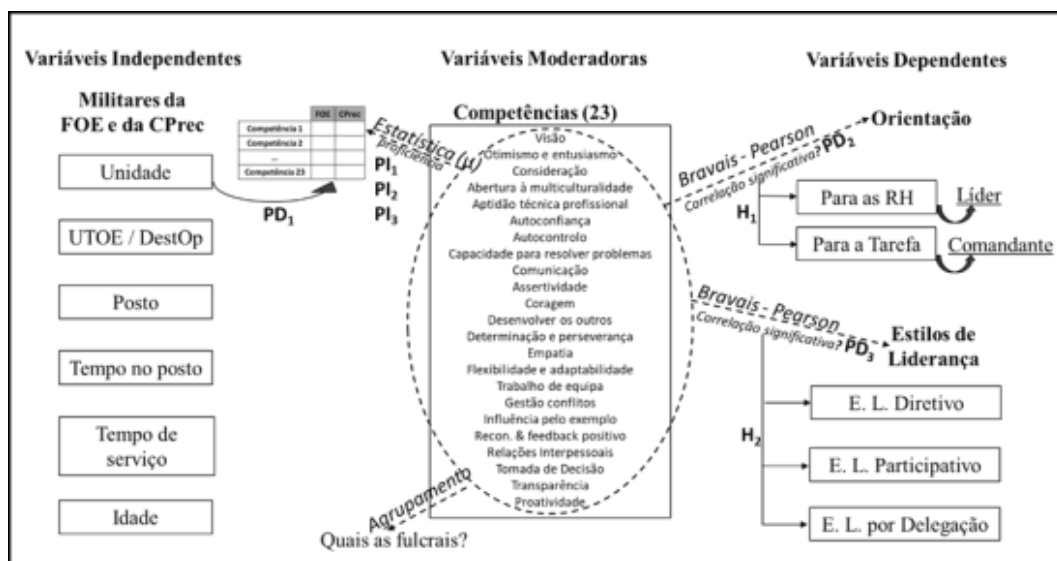 Variáveis Independentes
Militares da
FOE e da CPrec
Unidade
UTOE / DestOp
Posto
Tempo no posto
Tempo de
serviço
Idade
FOE CPrec
Competência 1
Competência 2
...
Competência 23
PD1
Variáveis Moderadoras
Competências (23)
Estatística (μ)
proficiência
PI1
PI2
PI3
Visão
Otimismo e entusiasmo
Consideração
Abertura à multiculturalidade
Aptidão técnica profissional
Autoconfiança
Autocontrolo
Capacidade para resolver problemas
Comunicação
Assertividade
Coragem
Desenvolver os outros
Determinação e perseverança
Empatia
Flexibilidade e adaptabilidade
Trabalho de equipa
Gestão conflitos
Influência pelo exemplo
Recon. & feedback positivo
Relações Interpessoais
Tomada de Decisão
Transparência
Proatividade
Agrupamento
Quais as fulcrais?
Variáveis Dependentes
Bravais - Pearson
Correlação significativa? PD2
Orientação
H1
Para as RH
Líder
Para a Tarefa
Comandante
Bravais - Pearson
Correlação significativa? PD3
Estilos de
Liderança
H2
E. L. Diretivo
E. L. Participativo
E. L. por Delegação